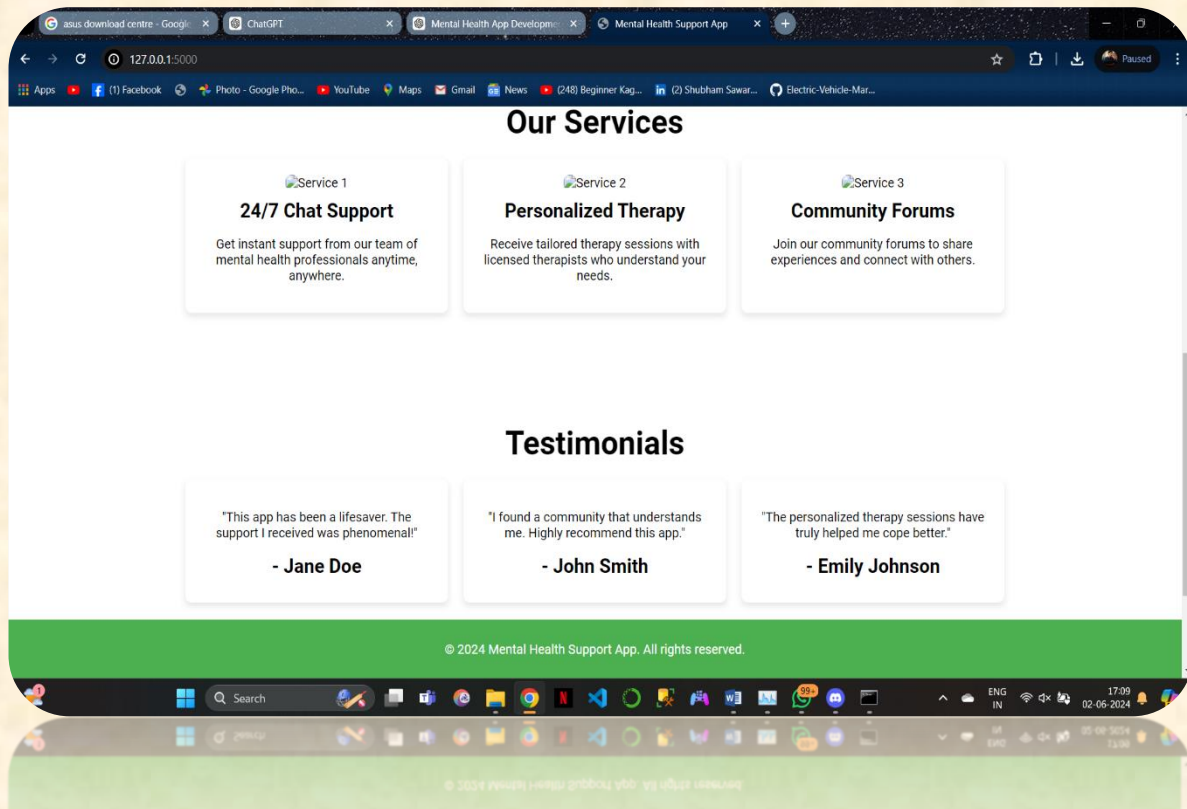 asus download centre - Googl
ChatGPT
Mental Health App Developme
Mental Health Support App
127.0.0.1:5000
Paused
Apps
(1) Facebook
Photo - Google Pho...
YouTube
Maps
Gmail
News
(248) Beginner Kag...
(2) Shubham Sawar...
Electric-Vehicle-Mar...
Our Services
Service 1
24/7 Chat Support
Get instant support from our team of
mental health professionals anytime,
anywhere.
Service 2
Personalized Therapy
Receive tailored therapy sessions with
licensed therapists who understand your
needs.
Service 3
Community Forums
Join our community forums to share
experiences and connect with others.
Testimonials
"This app has been a lifesaver. The
support I received was phenomenal!"
- Jane Doe
"I found a community that understands
me. Highly recommend this app."
- John Smith
"The personalized therapy sessions have
truly helped me cope better."
- Emily Johnson
© 2024 Mental Health Support App. All rights reserved.
1
Search
99+
ENG
IN
17:09
02-06-2024